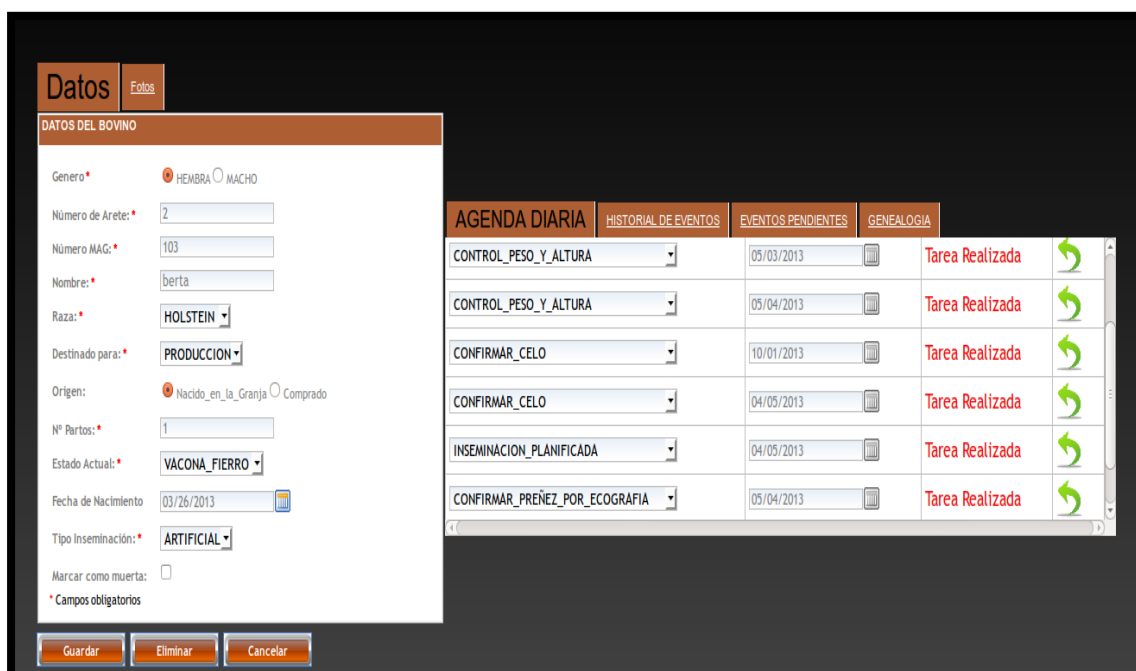 Datos Fotos
DATOS DEL BOVINO
Genero * HEMBRA MACHO
Número de Arete: * 2
Número MAG: * 103
Nombre: * berta
Raza: * HOLSTEIN
Destinado para: * PRODUCCION
Origen: Nacido_en_la_Granja Comprado
Nº Partos: * 1
Estado Actual: * VACONA_FIERRO
Fecha de Nacimiento 03/26/2013
Tipo Inseminación: * ARTIFICIAL
Marcar como muerta:
* Campos obligatorios
Guardar Eliminar Cancelar
AGENDA DIARIA HISTORIAL DE EVENTOS EVENTOS PENDIENTES GENEALOGIA
CONTROL_PESO_Y_ALTURA 05/03/2013 Tarea Realizada
CONTROL_PESO_Y_ALTURA 05/04/2013 Tarea Realizada
CONFIRMAR_CELO 10/01/2013 Tarea Realizada
CONFIRMAR_CELO 04/05/2013 Tarea Realizada
INSEMINACION_PLANIFICADA 04/05/2013 Tarea Realizada
CONFIRMAR_PREÑEZ_POR_ECOGRAFIA 05/04/2013 Tarea Realizada